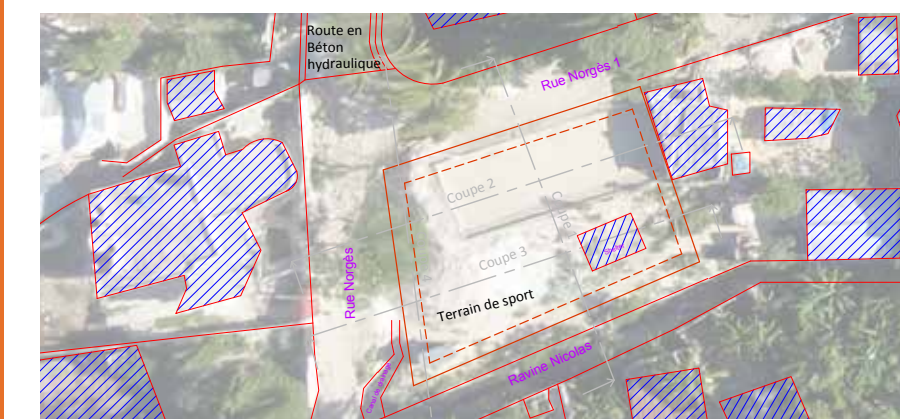 Route en
Béton
hydraulique
Rue Norgès 1
Coupe 2
Coupe 3
Rue Norgès
Terrain de sport
Ravine Nicolas